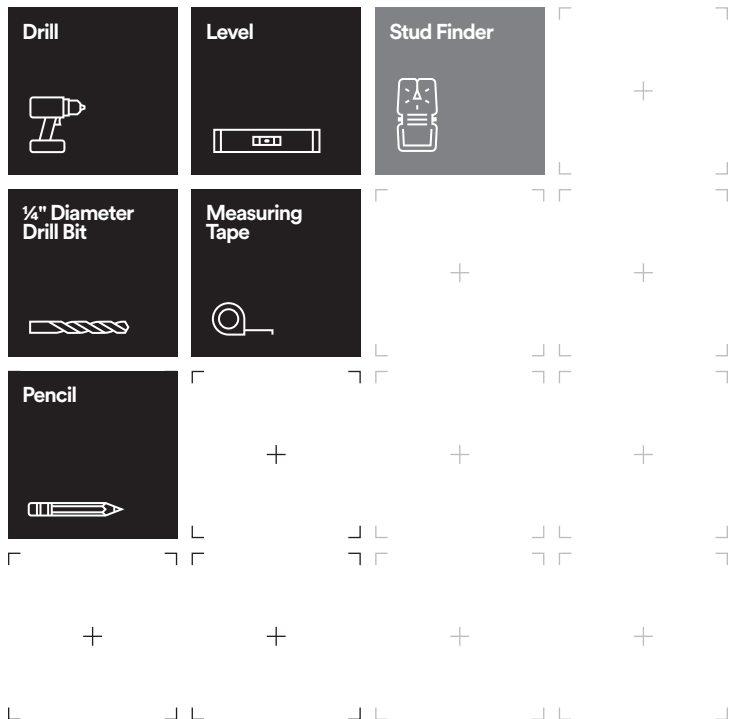 Drill
Level
Stud Finder
¼" Diameter
Drill Bit
Measuring
Tape
Pencil